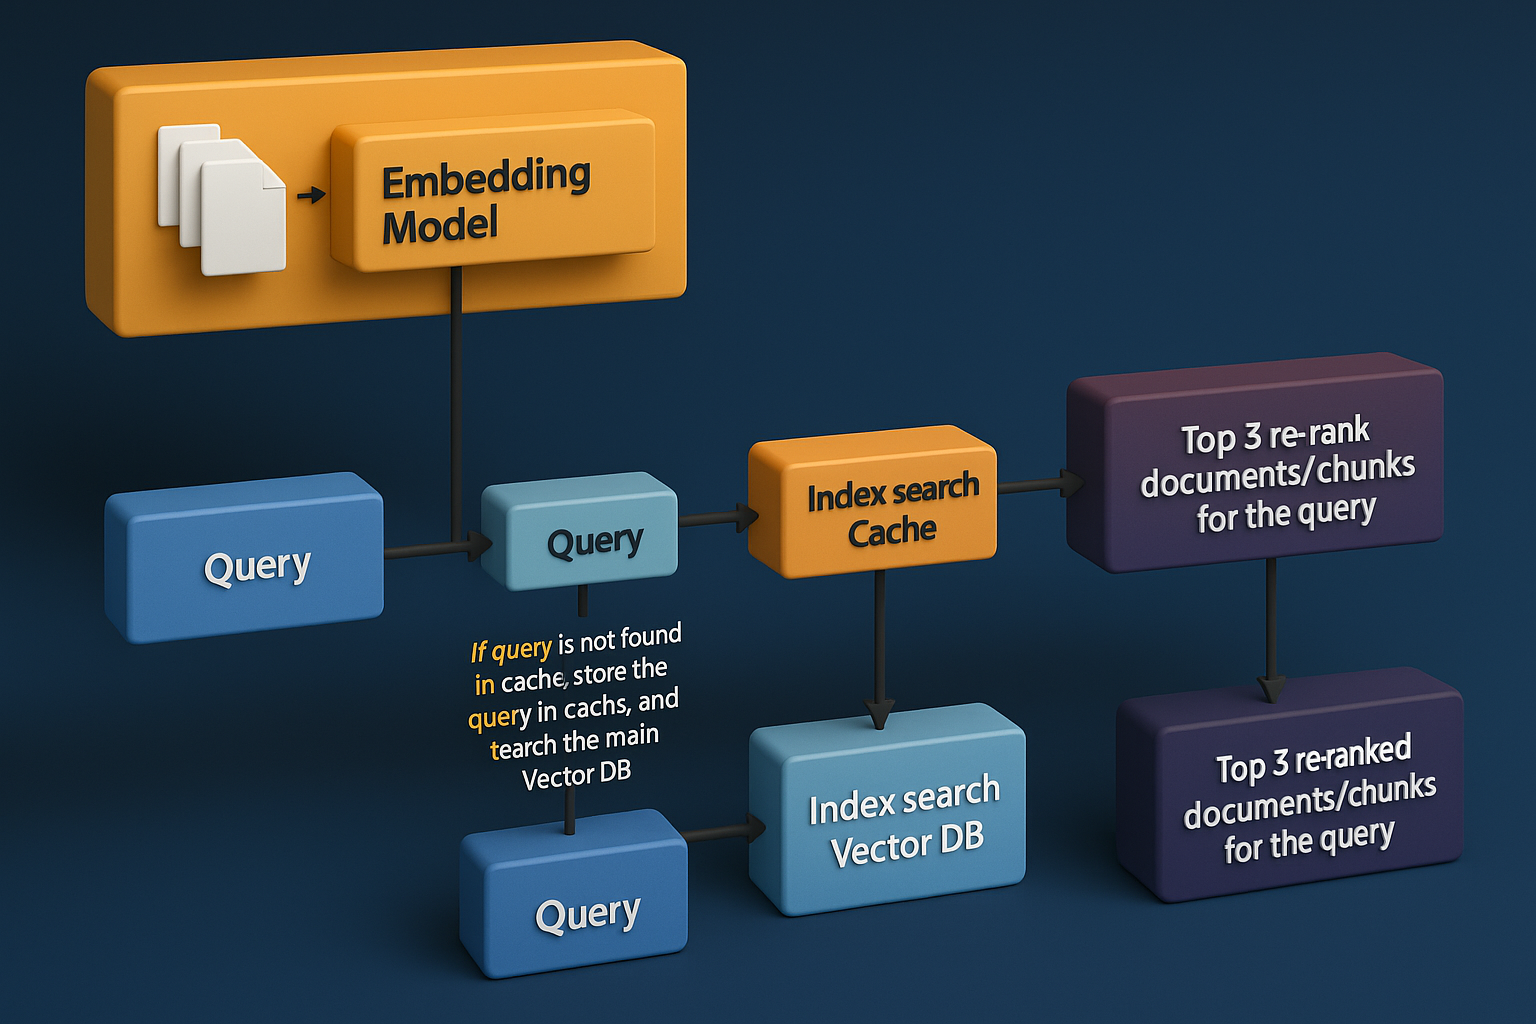 Embedding
Model
Query
Query
Index search
Cache
Top 3 re-rank
documents/chunks
for the query
If query is not found
in cache, store the
query in cachs, and
tearch the main
Vector DB
Query
Index search
Vector DB
Top 3 re-ranked
documents/chunks
for the query